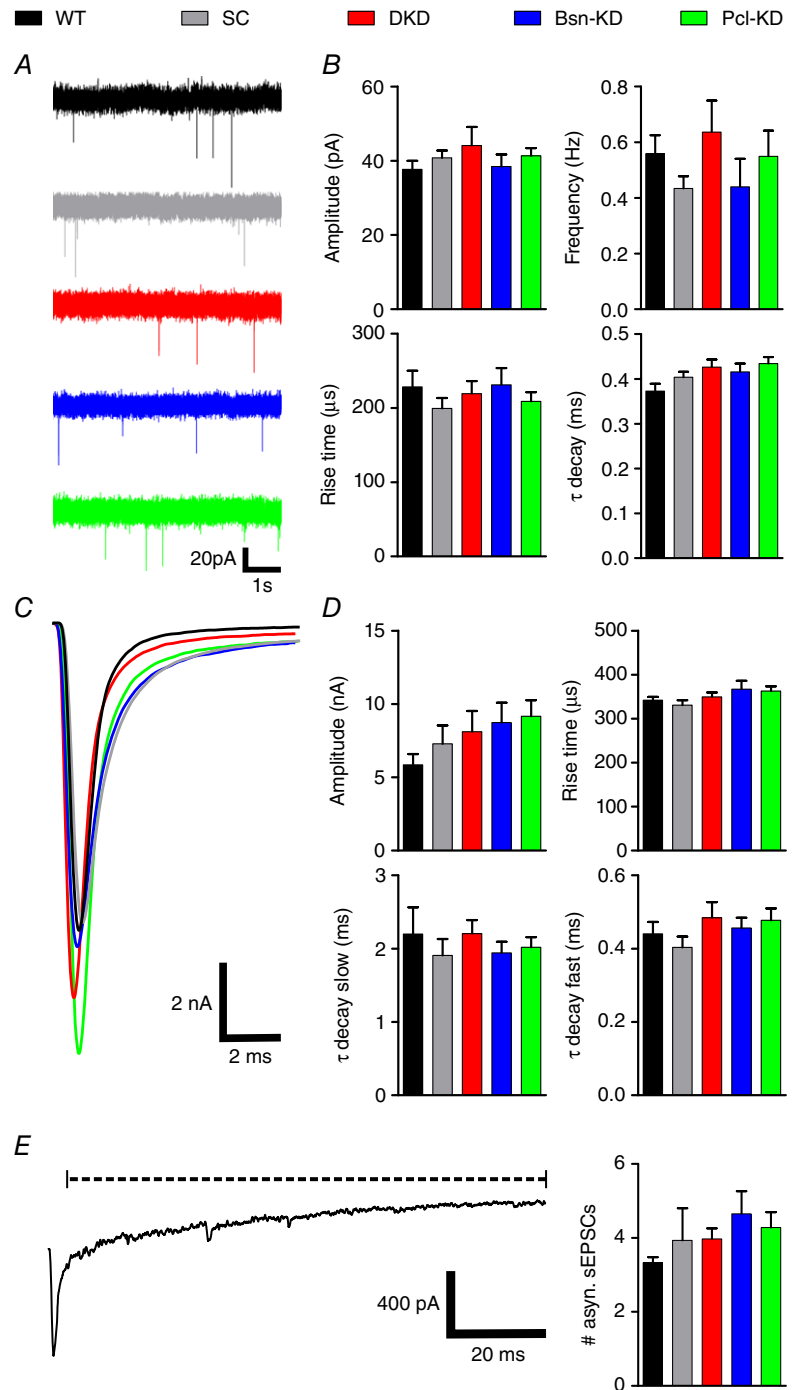 WT SC DKD Bsn-KD Pcl-KD
A
20pA
1s
B
Amplitude (pA)
60
40
20
0
Frequency (Hz)
0.8
0.6
0.4
0.2
0.0
Rise time (µs)
300
200
100
0
τ decay (ms)
0.5
0.4
0.3
0.2
0.1
0.0
C
2 nA
2 ms
D
Amplitude (nA)
15
10
5
0
Rise time (µs)
500
400
300
200
100
0
τ decay slow (ms)
3
2
1
0
τ decay fast (ms)
0.6
0.4
0.2
0.0
E
400 pA
20 ms
# asyn. sEPSCs
6
4
2
0